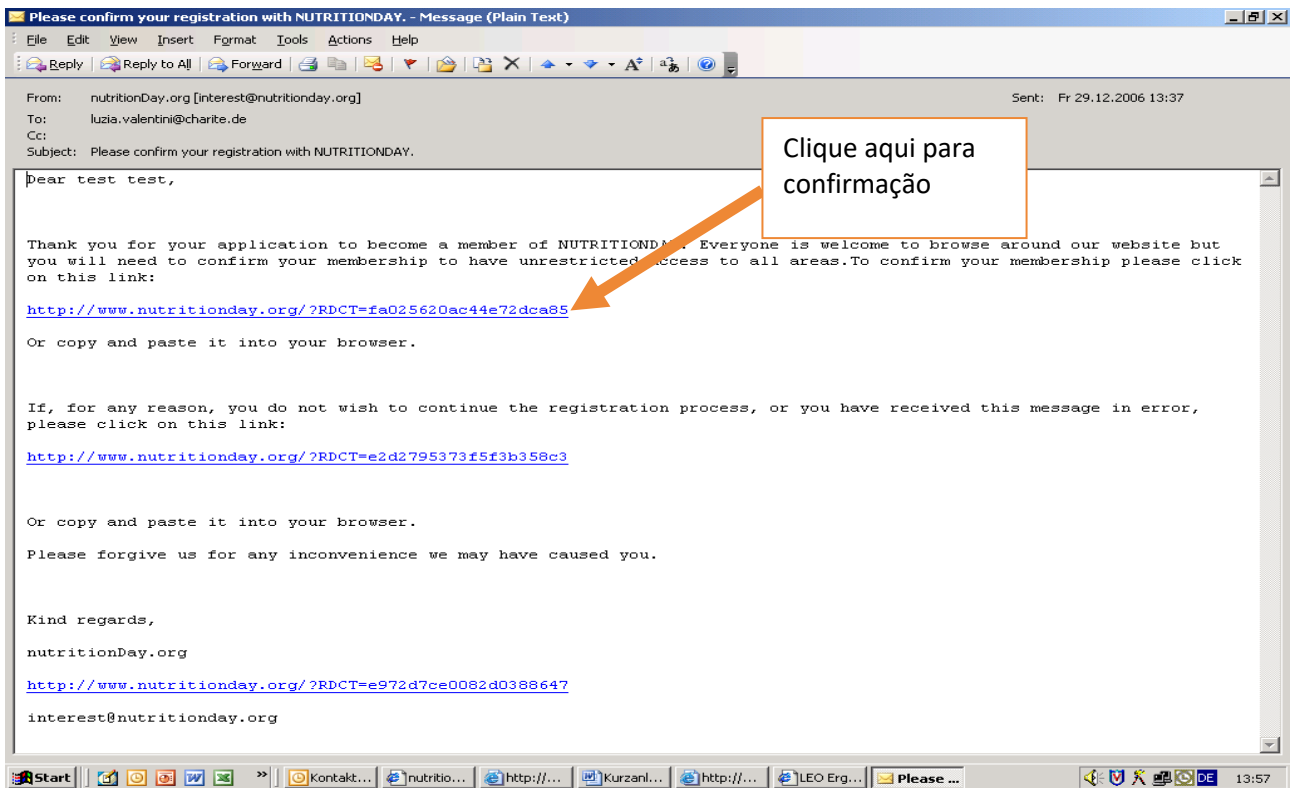 Please confirm your registration with NUTRITIONDAY. - Message (Plain Text)
File Edit View Insert Format Tools Actions Help
Reply Reply to All Forward
From: nutritionDay.org [interest@nutritionday.org] Sent: Fr 29.12.2006 13:37
To: luzia.valentini@charite.de
Cc:
Subject: Please confirm your registration with NUTRITIONDAY.
Clique aqui para
confirmação
Dear test test,
Thank you for your application to become a member of NUTRITIONDA Everyone is welcome to browse around our website but
you will need to confirm your membership to have unrestricted access to all areas.To confirm your membership please click
on this link:
http://www.nutritionday.org/?RDCT=fa025620ac44e72dca85
Or copy and paste it into your browser.
If, for any reason, you do not wish to continue the registration process, or you have received this message in error,
please click on this link:
http://www.nutritionday.org/?RDCT=e2d2795373f5f3b358c3
Or copy and paste it into your browser.
Please forgive us for any inconvenience we may have caused you.
Kind regards,
nutritionDay.org
http://www.nutritionday.org/?RDCT=e972d7ce0082d0388647
interest@nutritionday.org
Start » Kontakt... nutritio... http://... Kurzanl... http://... LEO Erg... Please ... DE 13:57